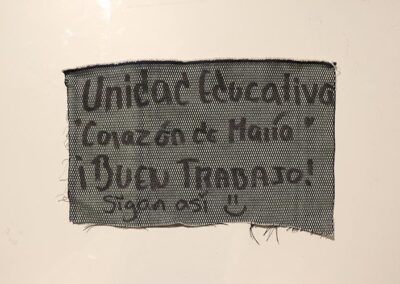 Unidad Educativa
"Corazón de María"
¡BUEN TRABAJO!
Sigan así :)